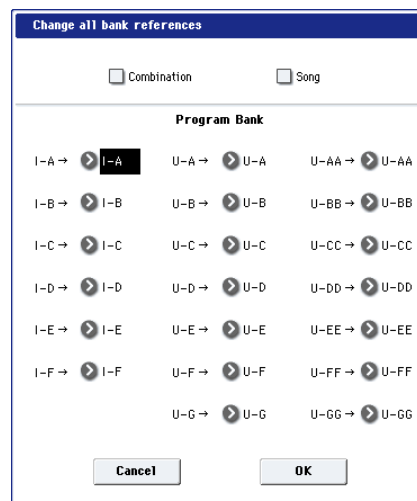 Change all bank references
Combination Song
Program Bank
I-A→ I-A U-A→ U-A U-AA→ U-AA
I-B→ I-B U-B→ U-B U-BB→ U-BB
I-C→ I-C U-C→ U-C U-CC→ U-CC
I-D→ I-D U-D→ U-D U-DD→ U-DD
I-E→ I-E U-E→ U-E U-EE→ U-EE
I-F→ I-F U-F→ U-F U-FF→ U-FF
U-G→ U-G U-GG→ U-GG
Cancel OK